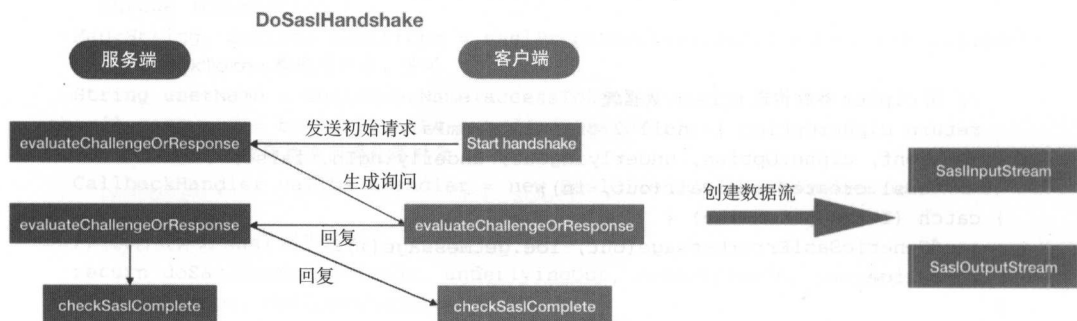 DoSaslHandshake
服务端
客户端
发送初始请求
evaluateChallengeOrResponse
Start handshake
生成询问
创建数据流
SaslInputStream
evaluateChallengeOrResponse
回复
evaluateChallengeOrResponse
回复
SaslOutputStream
checkSaslComplete
checkSaslComplete